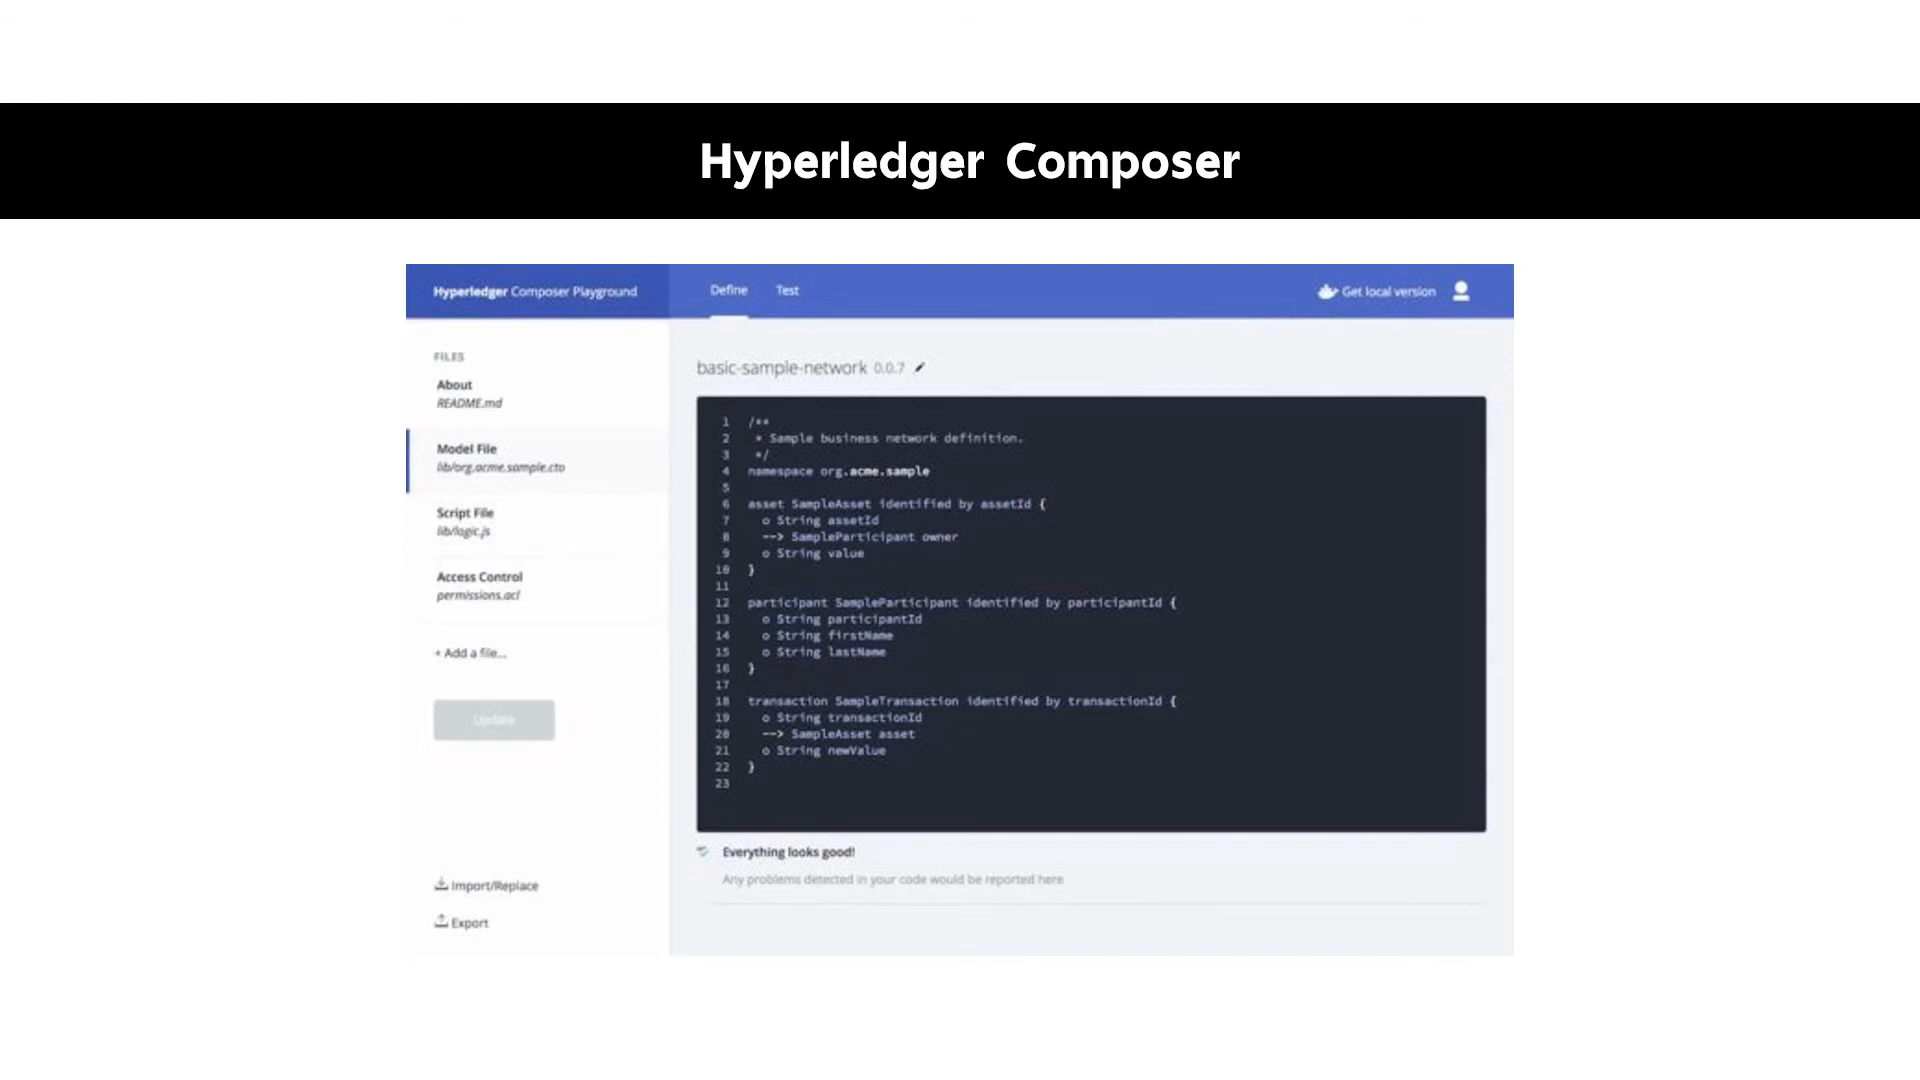 Hyperledger Composer
Hyperledger Composer Playground
Define
Test
Get local version
FILES
About
README.md
Model File
lib/org.acme.sample.cto
Script File
lib/logic.js
Access Control
permissions.acl
+ Add a file...
Update
Import/Replace
Export
basic-sample-network 0.0.7
1 /**
2 * Sample business network definition.
3 */
4 namespace org.acme.sample
5
6 asset SampleAsset identified by assetId {
7 o String assetId
8 --> SampleParticipant owner
9 o String value
10 }
11
12 participant SampleParticipant identified by participantId {
13 o String participantId
14 o String firstName
15 o String lastName
16 }
17
18 transaction SampleTransaction identified by transactionId {
19 o String transactionId
20 --> SampleAsset asset
21 o String newValue
22 }
23
Everything looks good!
Any problems detected in your code would be reported here